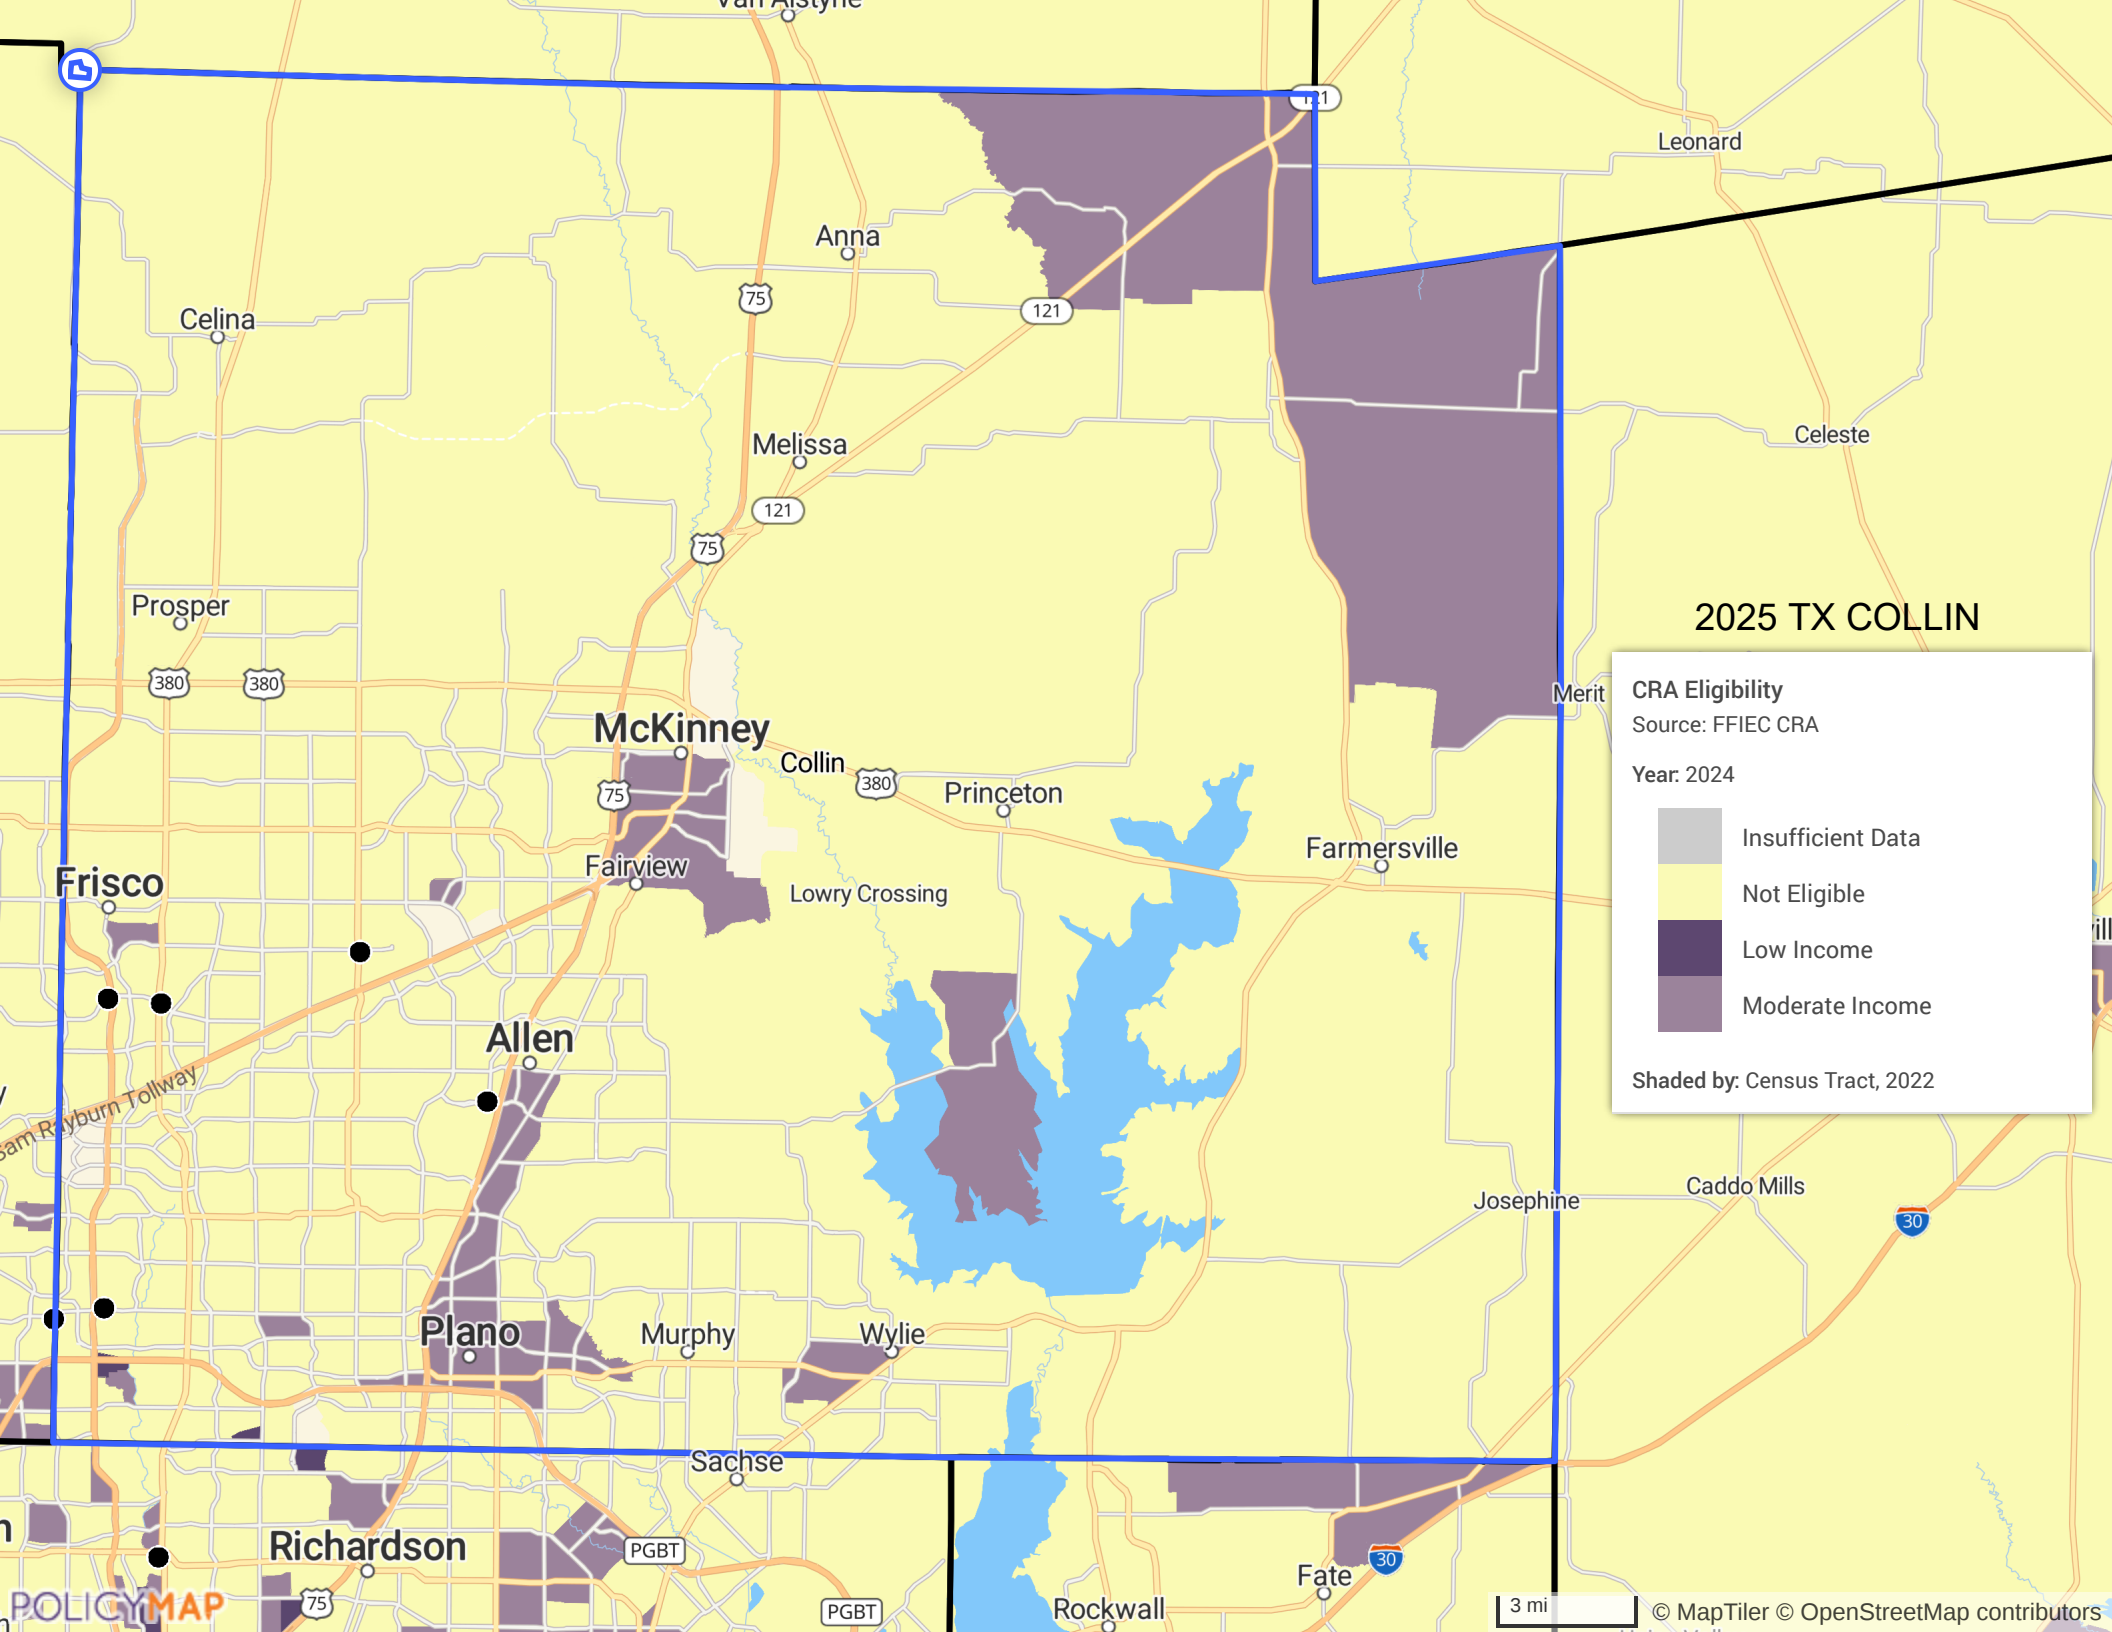 Van Alstyne
121
Leonard
Anna
75
121
Celina
Celeste
Melissa
121
75
Prosper
2025 TX COLLIN
380
380
Merit
CRA Eligibility
Source: FFIEC CRA
McKinney
Collin
380
Year: 2024
75
Princeton
Insufficient Data
Farmersville
Fairview
Frisco
Lowry Crossing
Not Eligible
Low Income
Moderate Income
Allen
Sam Rayburn Tollway
Shaded by: Census Tract, 2022
Josephine
Caddo Mills
30
Plano
Murphy
Wylie
Sachse
Richardson
PGBT
30
Fate
75
POLICYMAP
PGBT
Rockwall
3 mi
© MapTiler © OpenStreetMap contributors